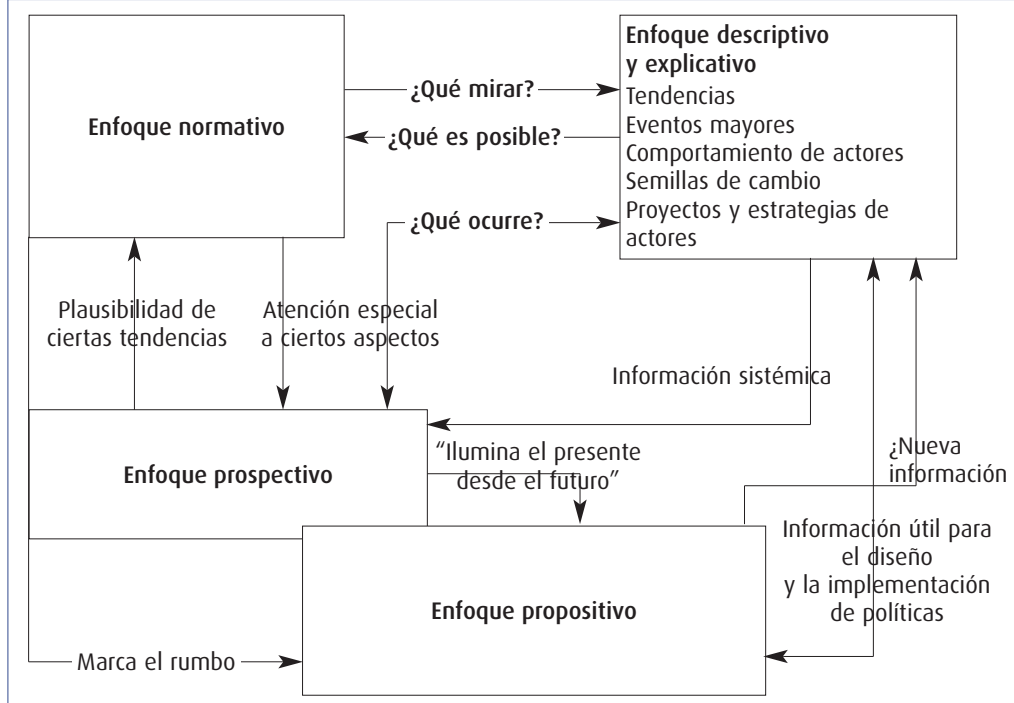 Enfoque normativo
¿Qué mirar?
¿Qué es posible?
¿Qué ocurre?
Enfoque descriptivo
y explicativo
Tendencias
Eventos mayores
Comportamiento de actores
Semillas de cambio
Proyectos y estrategias de
actores
Plausibilidad de
ciertas tendencias
Atención especial
a ciertos aspectos
Información sistémica
Enfoque prospectivo
“Ilumina el presente
desde el futuro”
¿Nueva
información
Información útil para
el diseño
y la implementación
de políticas
Enfoque propositivo
Marca el rumbo